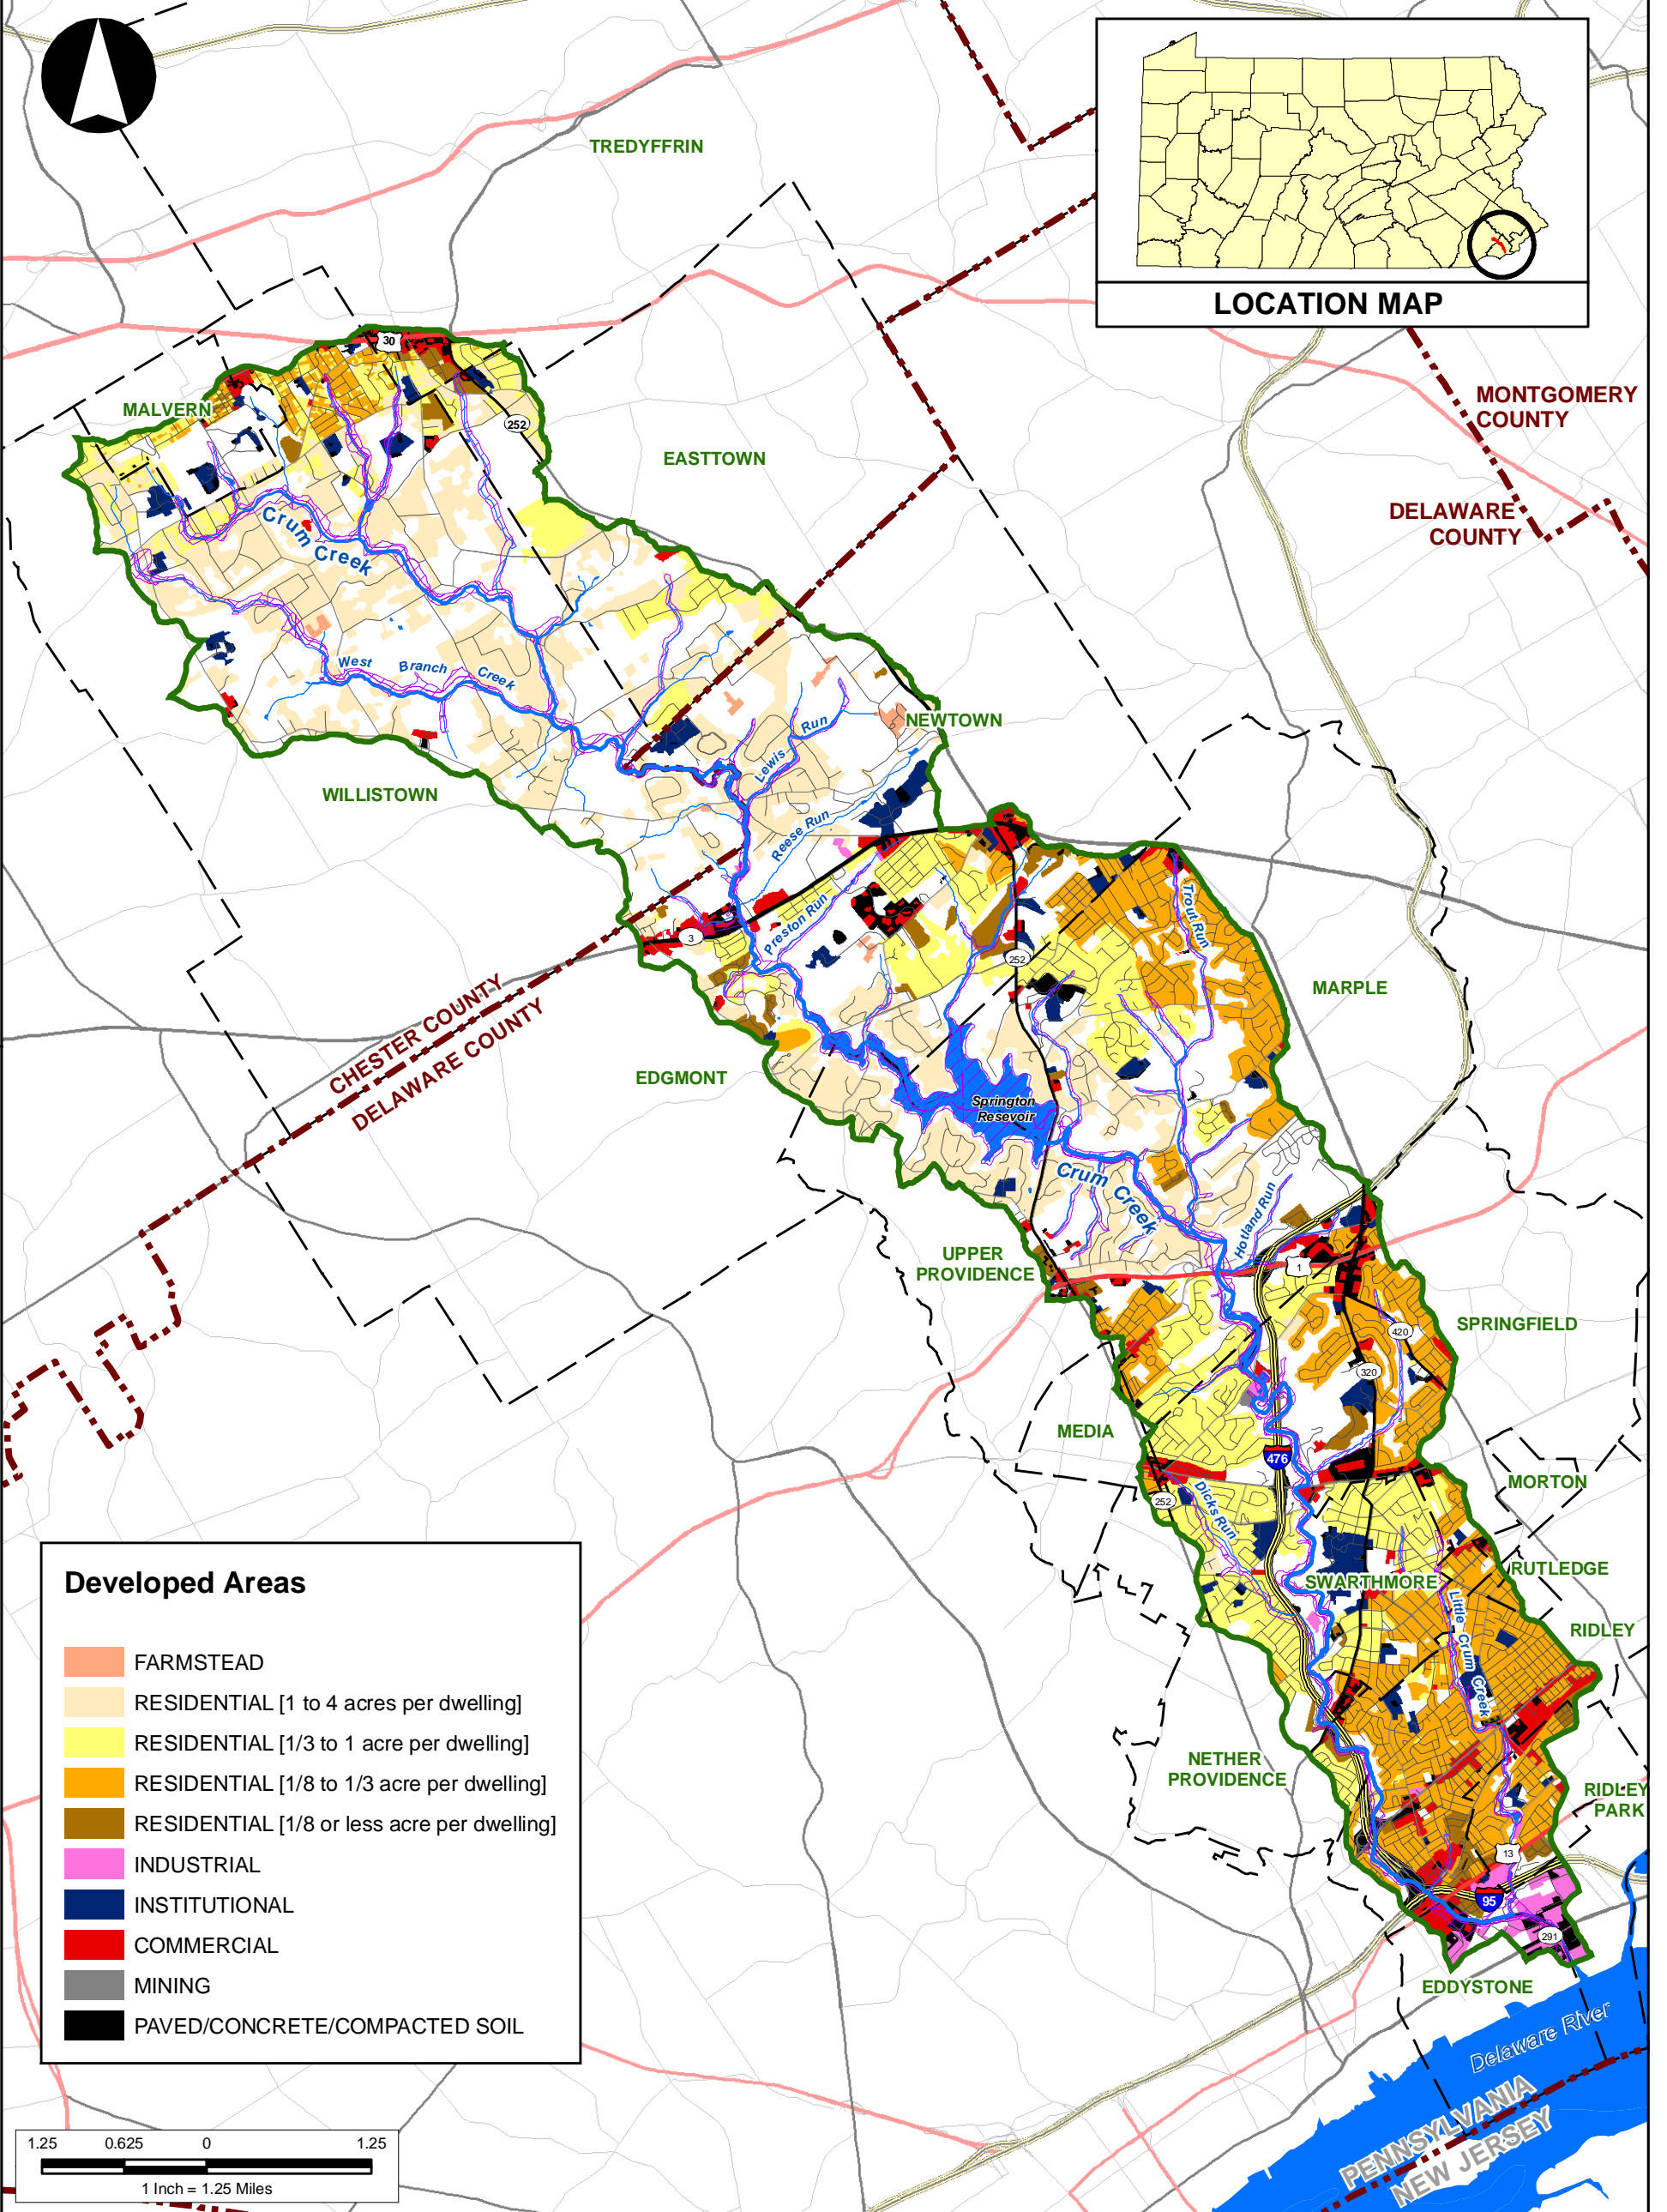 TREDYFFRIN
LOCATION MAP
30
MALVERN
252
MONTGOMERY
COUNTY
EASTTOWN
DELAWARE
COUNTY
Crum Creek
West Branch Creek
NEWTOWN
Lewis Run
WILLISTOWN
Reese Run
Preston Run
3
Trout Run
252
MARPLE
CHESTER COUNTY
DELAWARE COUNTY
EDGMONT
Springton
Resevoir
Crum Creek
Hotland Run
UPPER
PROVIDENCE
1
SPRINGFIELD
420
320
MEDIA
476
MORTON
252
Dicks Run
RUTLEDGE
SWARTHMORE
Little Crum Creek
RIDLEY
NETHER
PROVIDENCE
RIDLEY
PARK
13
95
291
EDDYSTONE
Delaware River
PENNSYLVANIA
NEW JERSEY
Developed Areas
FARMSTEAD
RESIDENTIAL [1 to 4 acres per dwelling]
RESIDENTIAL [1/3 to 1 acre per dwelling]
RESIDENTIAL [1/8 to 1/3 acre per dwelling]
RESIDENTIAL [1/8 or less acre per dwelling]
INDUSTRIAL
INSTITUTIONAL
COMMERCIAL
MINING
PAVED/CONCRETE/COMPACTED SOIL
1.25 0.625 0 1.25
1 Inch = 1.25 Miles